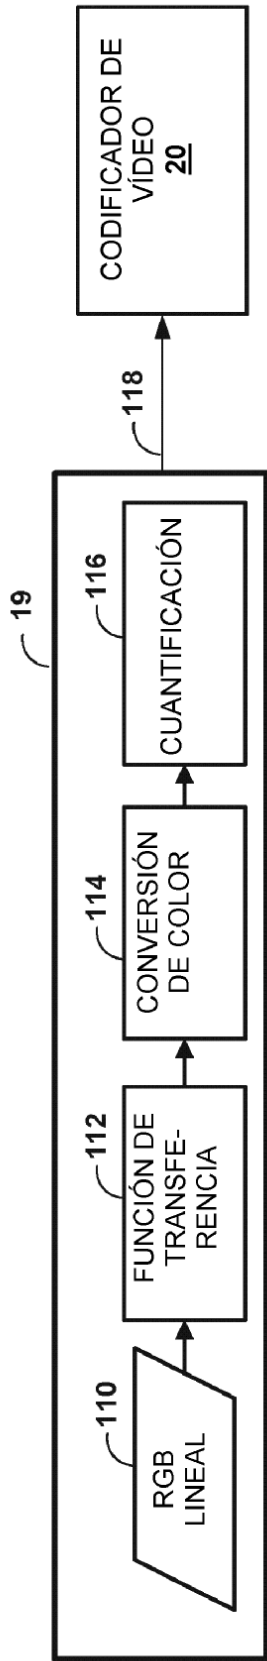 19
110
RGB
LINEAL
112
FUNCIÓN DE
TRANSFE-
RENCIA
114
CONVERSIÓN
DE COLOR
116
CUANTIFICACIÓN
118
CODIFICADOR DE
VÍDEO
20